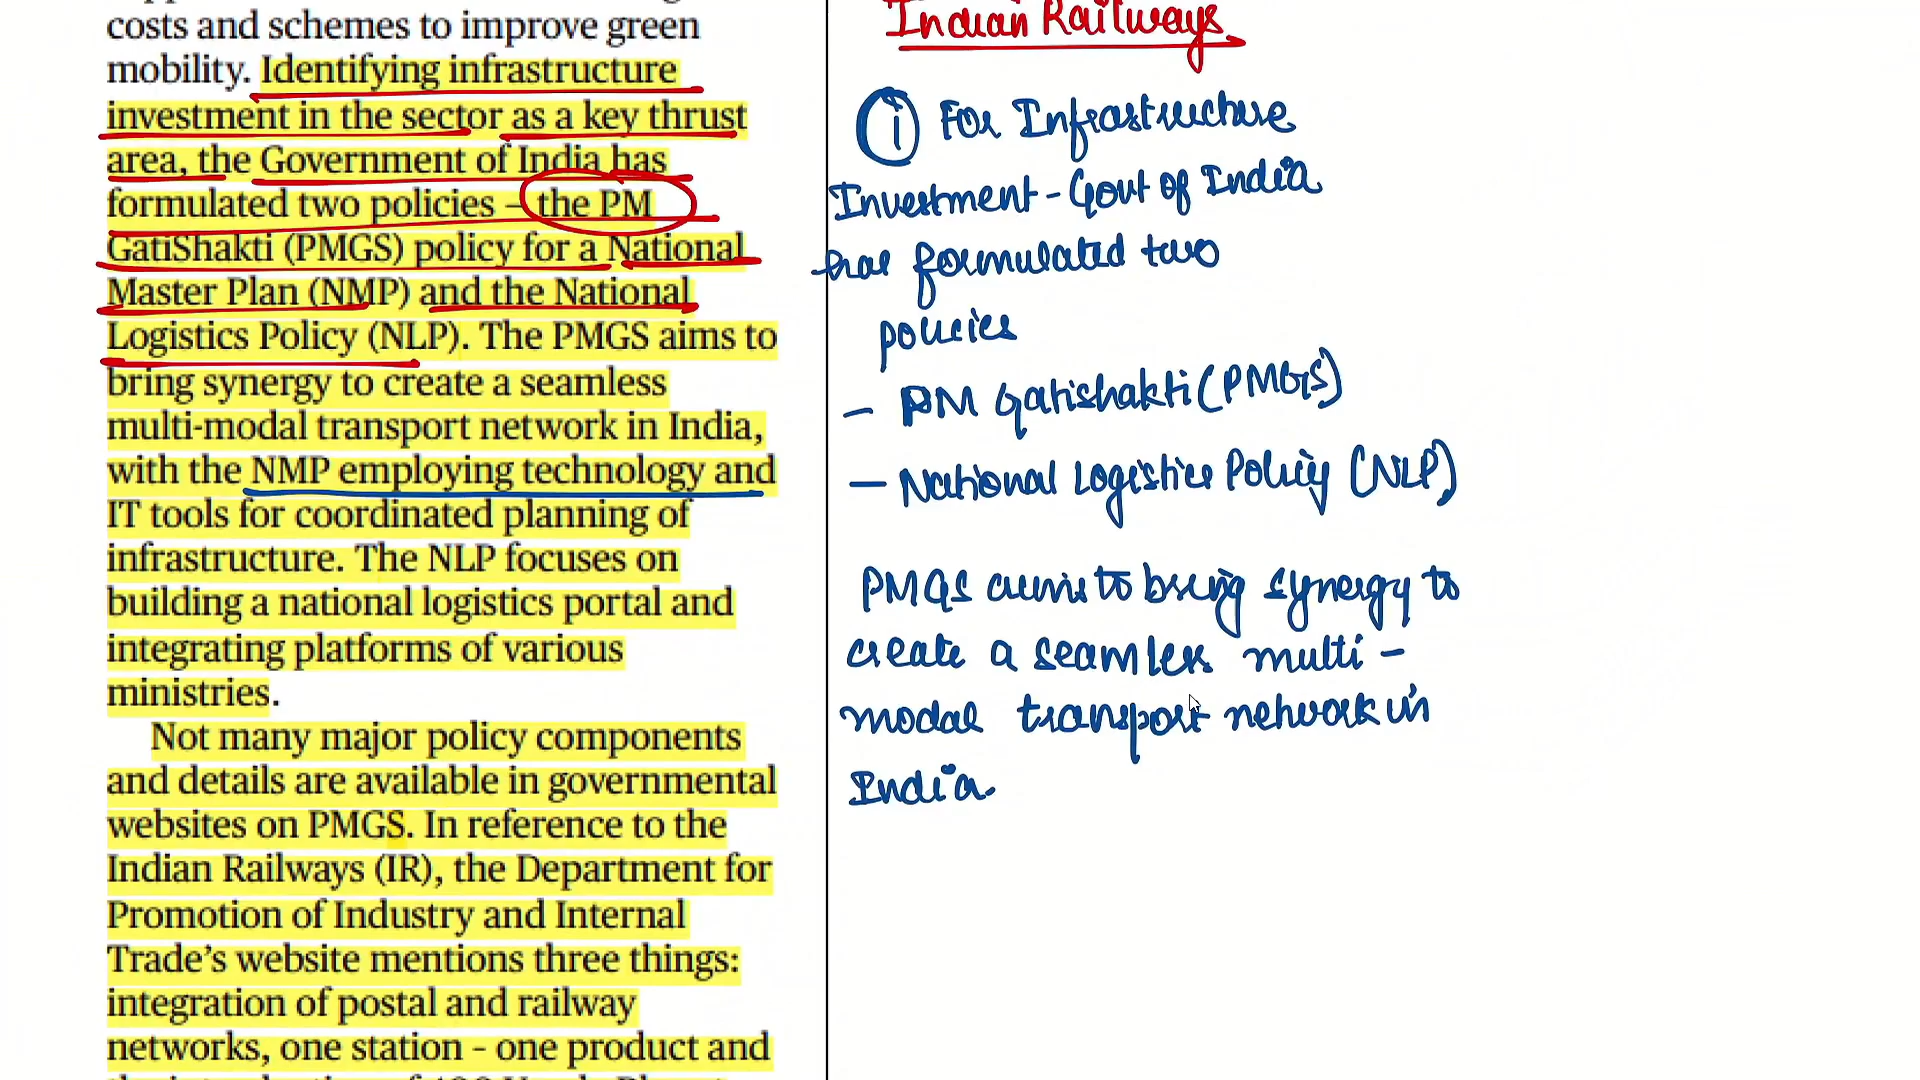 costs and schemes to improve green
mobility. Identifying infrastructure
investment in the sector as a key thrust
area, the Government of India has
formulated two policies – the PM
GatiShakti (PMGS) policy for a National
Master Plan (NMP) and the National
Logistics Policy (NLP). The PMGS aims to
bring synergy to create a seamless
multi-modal transport network in India,
with the NMP employing technology and
IT tools for coordinated planning of
infrastructure. The NLP focuses on
building a national logistics portal and
integrating platforms of various
ministries.
Not many major policy components
and details are available in governmental
websites on PMGS. In reference to the
Indian Railways (IR), the Department for
Promotion of Industry and Internal
Trade’s website mentions three things:
integration of postal and railway
networks, one station - one product and
Indian Railways
i For Infrastructure
Investment - Govt of India
has formulated two
policies
- PM Gatishakti (PMGS)
- National Logistics Policy (NLP)
PMGS aims to bring synergy to
create a seamless multi -
modal transport network in
India.